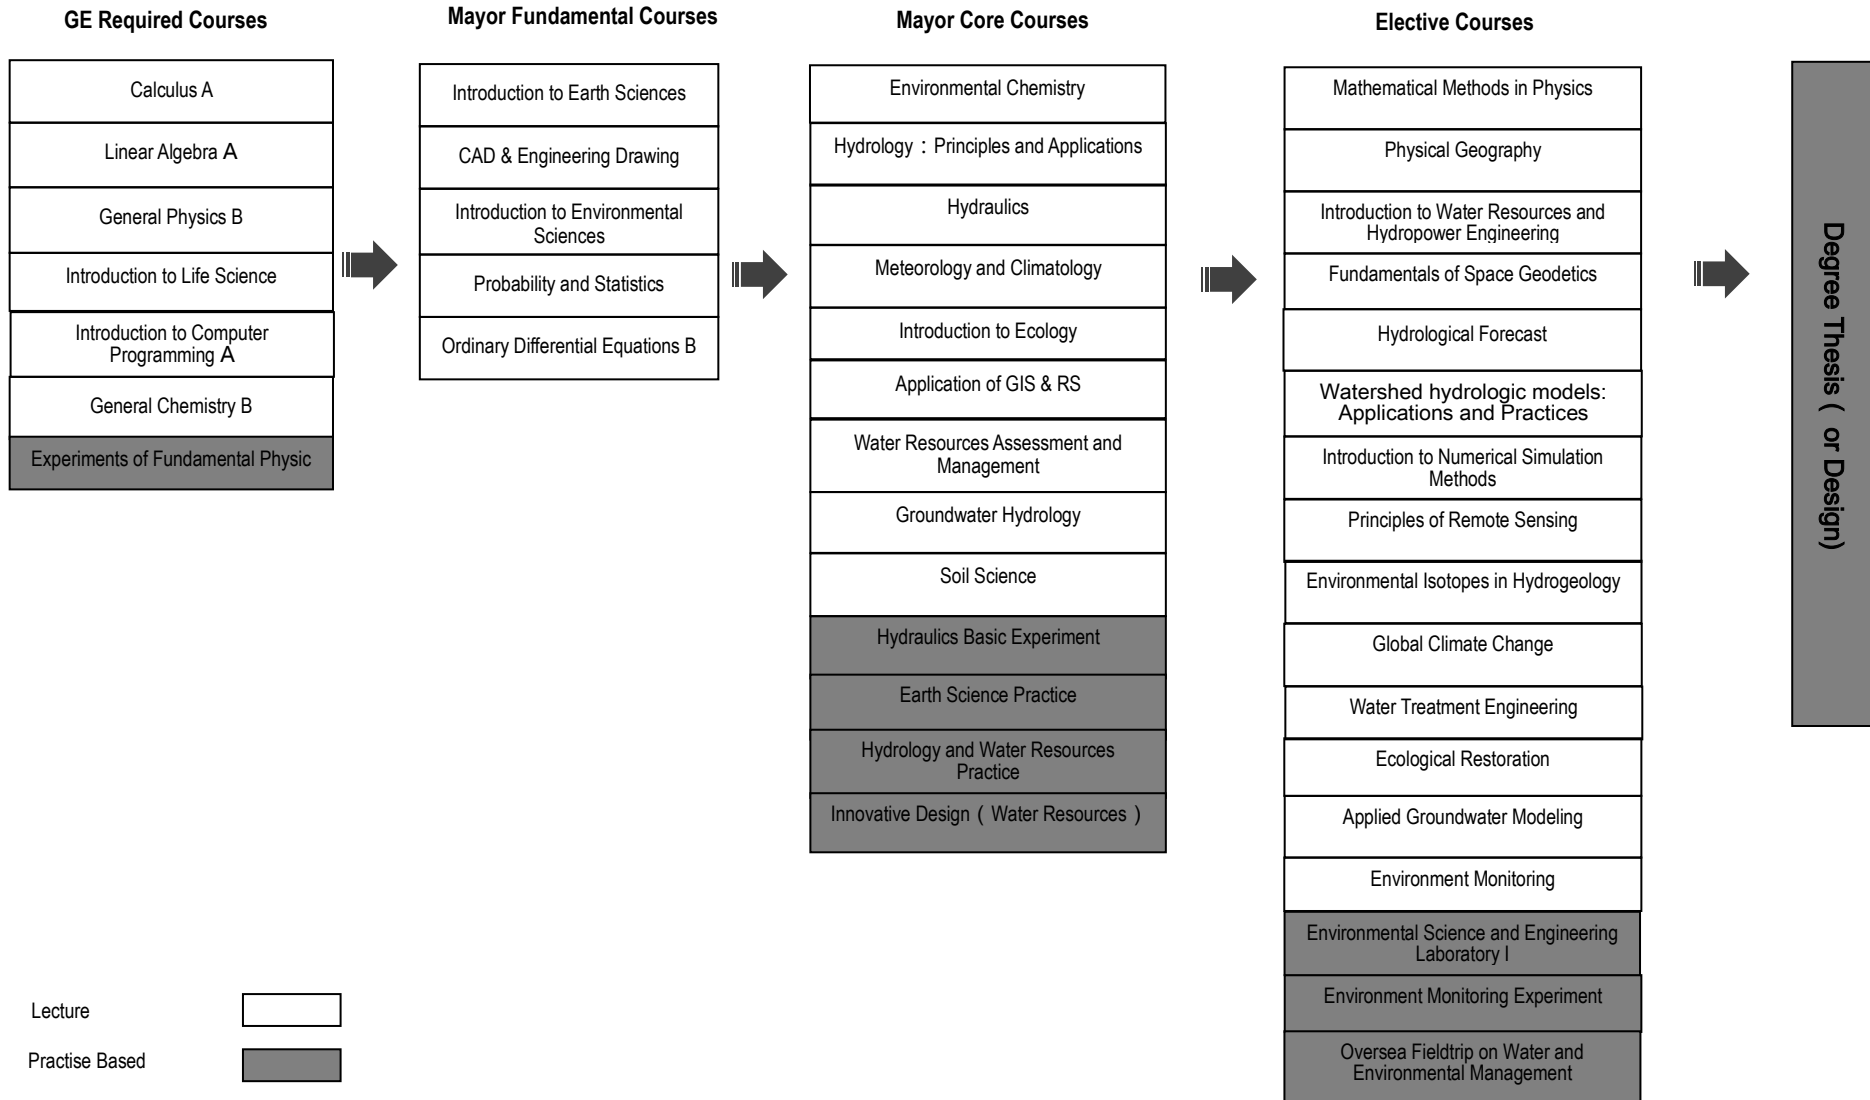 GE Required Courses
Calculus A
Linear Algebra A
General Physics B
Introduction to Life Science
Introduction to Computer
Programming A
General Chemistry B
Experiments of Fundamental Physic
Mayor Fundamental Courses
Introduction to Earth Sciences
CAD & Engineering Drawing
Introduction to Environmental
Sciences
Probability and Statistics
Ordinary Differential Equations B
Mayor Core Courses
Environmental Chemistry
Hydrology：Principles and Applications
Hydraulics
Meteorology and Climatology
Introduction to Ecology
Application of GIS & RS
Water Resources Assessment and
Management
Groundwater Hydrology
Soil Science
Hydraulics Basic Experiment
Earth Science Practice
Hydrology and Water Resources
Practice
Innovative Design（Water Resources）
Elective Courses
Mathematical Methods in Physics
Physical Geography
Introduction to Water Resources and
Hydropower Engineering
Fundamentals of Space Geodetics
Hydrological Forecast
Watershed hydrologic models:
Applications and Practices
Introduction to Numerical Simulation
Methods
Principles of Remote Sensing
Environmental Isotopes in Hydrogeology
Global Climate Change
Water Treatment Engineering
Ecological Restoration
Applied Groundwater Modeling
Environment Monitoring
Environmental Science and Engineering
Laboratory I
Environment Monitoring Experiment
Oversea Fieldtrip on Water and
Environmental Management
Degree Thesis（ or Design)
Lecture
Practise Based